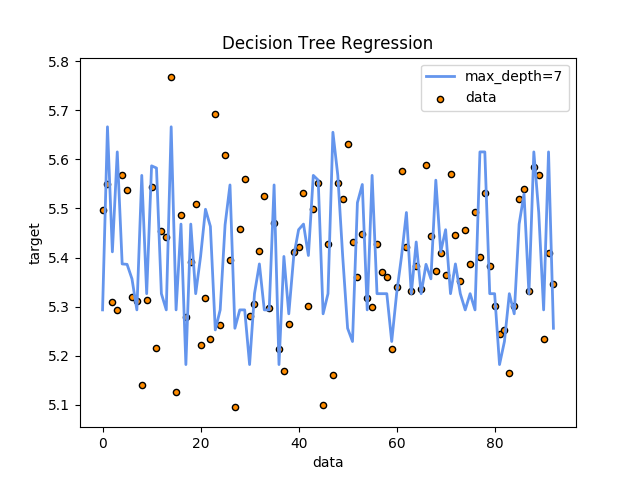 Decision Tree Regression
max_depth=7
data
target
5.8
5.7
5.6
5.5
5.4
5.3
5.2
5.1
0 20 40 60 80
data